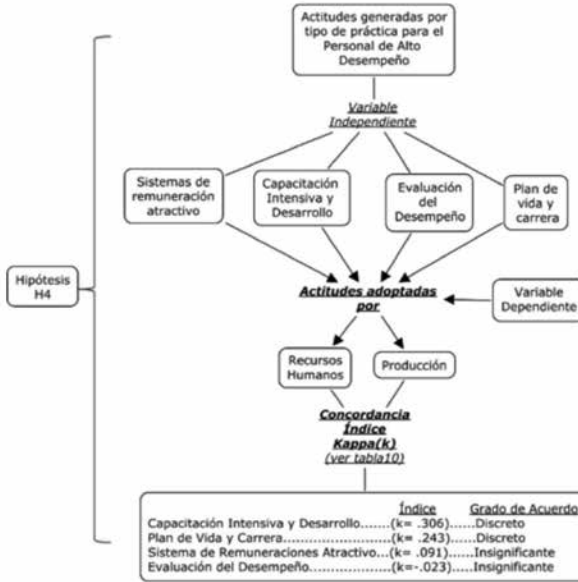 Actitudes generadas por
tipo de práctica para el
Personal de Alto
Desempeño
Variable
Independiente
Sistemas de
remuneración
atractivo
Capacitación
Intensiva y
Desarrollo
Evaluación
del
Desempeño
Plan de
vida y
carrera
Hipótesis
H4
Actitudes adoptadas
por
Variable
Dependiente
Recursos
Humanos
Producción
Concordancia
Índice
Kappa(k)
(ver tabla10)
Índice Grado de Acuerdo
Capacitación Intensiva y Desarrollo......(k= .306)......Discreto
Plan de Vida y Carrera.......................(k= .243)......Discreto
Sistema de Remuneraciones Atractivo...(k= .091)......Insignificante
Evaluación del Desempeño.................(k=-.023)......Insignificante